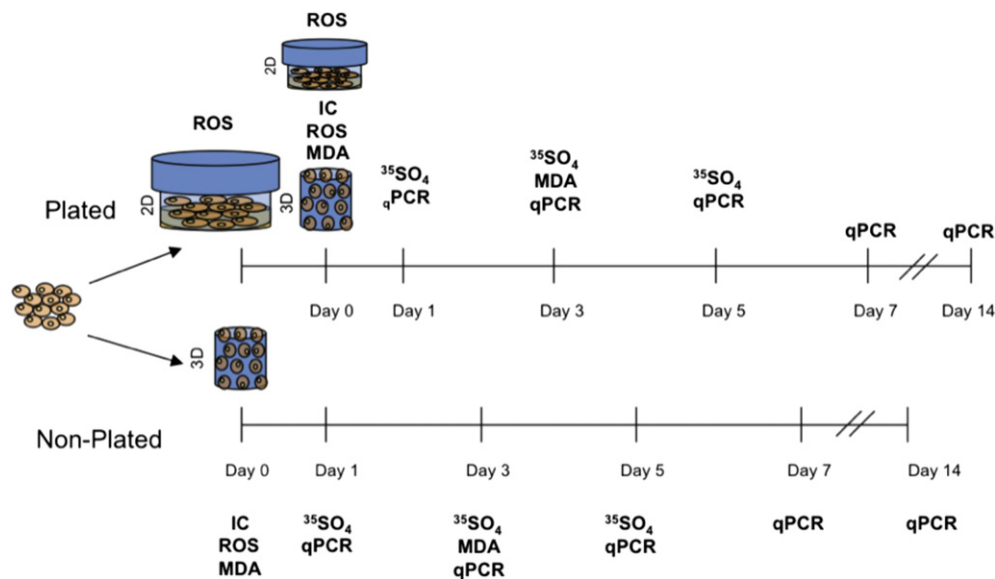 ROS
2D
IC
ROS
MDA
ROS
2D
3D
Plated
³⁵SO₄
qPCR
³⁵SO₄
MDA
qPCR
³⁵SO₄
qPCR
qPCR
qPCR
Day 0 Day 1 Day 3 Day 5 Day 7 Day 14
3D
Non-Plated
Day 0 Day 1 Day 3 Day 5 Day 7 Day 14
IC
ROS
MDA
³⁵SO₄
qPCR
³⁵SO₄
MDA
qPCR
³⁵SO₄
qPCR
qPCR
qPCR